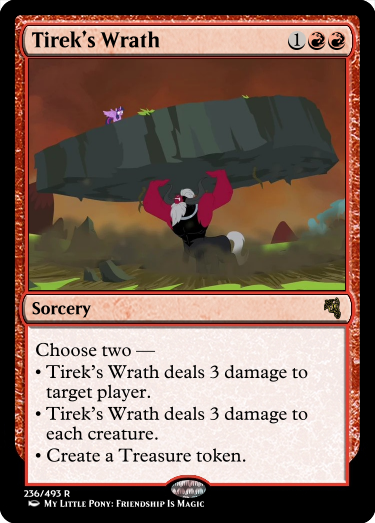 Tirek's Wrath 1
Sorcery
Choose two —
• Tirek's Wrath deals 3 damage to
target player.
• Tirek's Wrath deals 3 damage to
each creature.
• Create a Treasure token.
236/493 R
My Little Pony: Friendship Is Magic